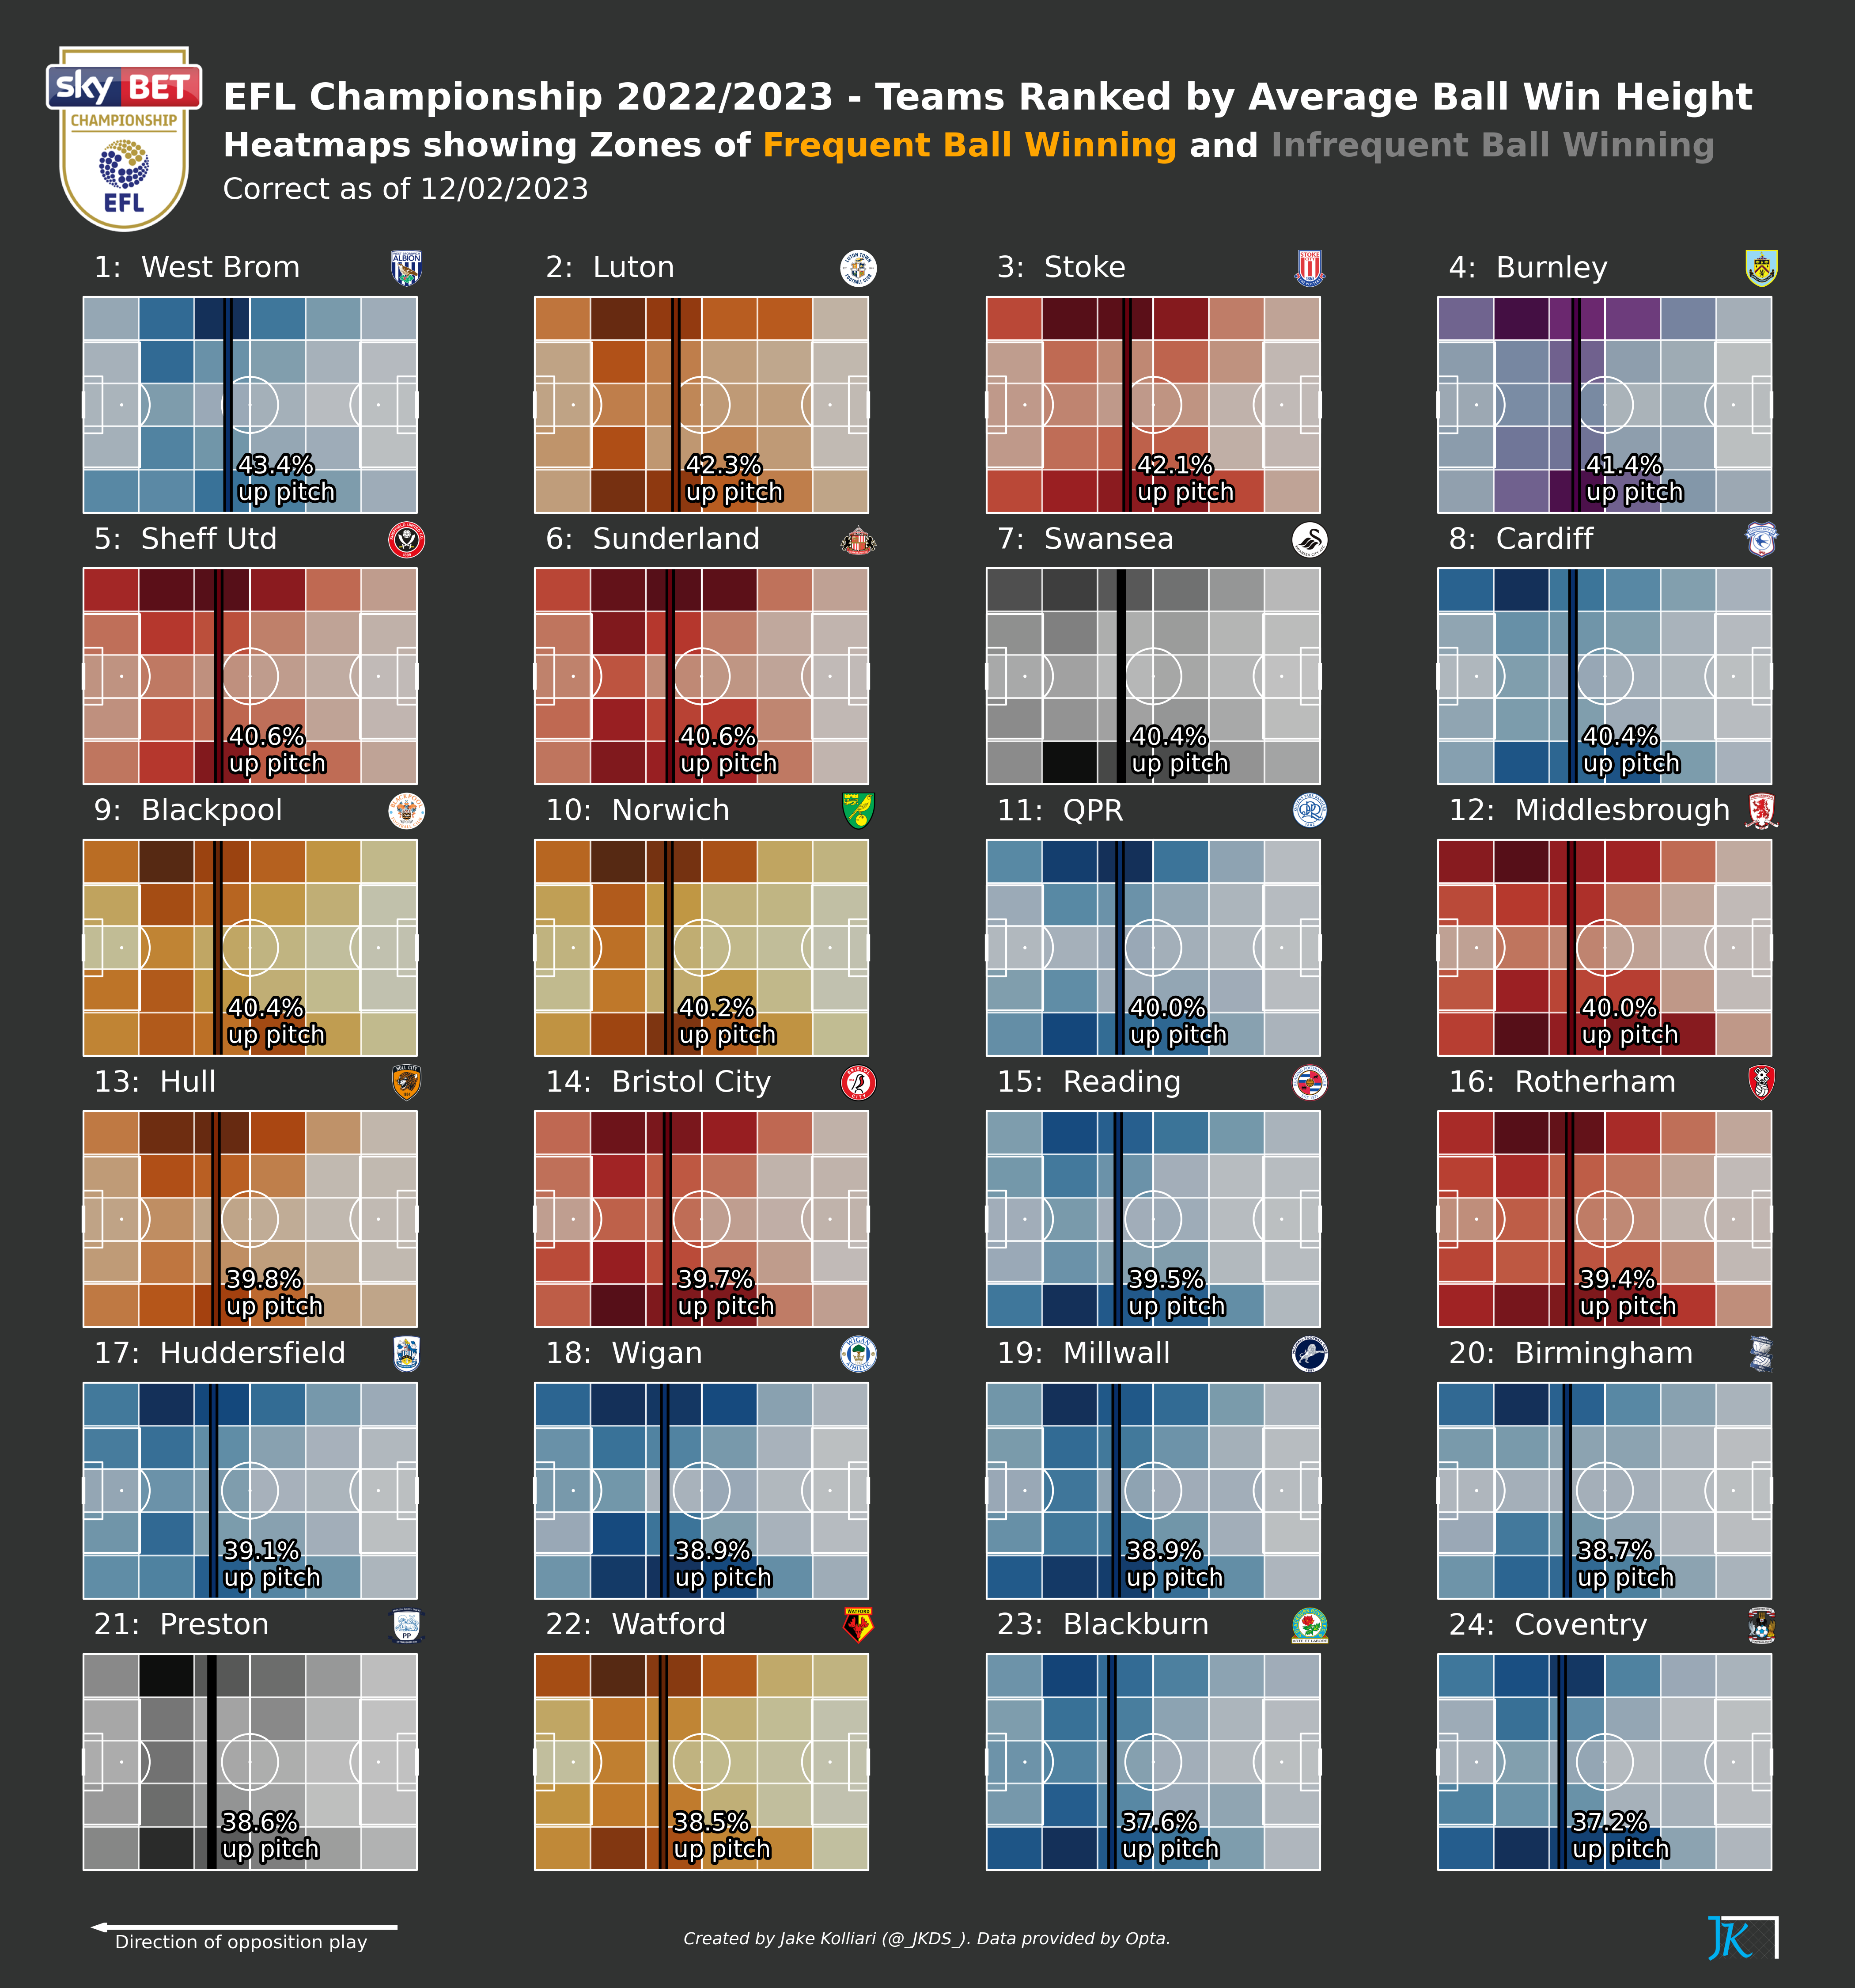 sky BET
CHAMPIONSHIP
EFL
EFL Championship 2022/2023 - Teams Ranked by Average Ball Win Height
Heatmaps showing Zones of Frequent Ball Winning and Infrequent Ball Winning
Correct as of 12/02/2023
1: West Brom
43.4%
up pitch
2: Luton
42.3%
up pitch
3: Stoke
42.1%
up pitch
4: Burnley
41.4%
up pitch
5: Sheff Utd
40.6%
up pitch
6: Sunderland
40.6%
up pitch
7: Swansea
40.4%
up pitch
8: Cardiff
40.4%
up pitch
9: Blackpool
40.4%
up pitch
10: Norwich
40.2%
up pitch
11: QPR
40.0%
up pitch
12: Middlesbrough
40.0%
up pitch
13: Hull
39.8%
up pitch
14: Bristol City
39.7%
up pitch
15: Reading
39.5%
up pitch
16: Rotherham
39.4%
up pitch
17: Huddersfield
39.1%
up pitch
18: Wigan
38.9%
up pitch
19: Millwall
38.9%
up pitch
20: Birmingham
38.7%
up pitch
21: Preston
38.6%
up pitch
22: Watford
38.5%
up pitch
23: Blackburn
37.6%
up pitch
24: Coventry
37.2%
up pitch
Direction of opposition play
Created by Jake Kolliari (@_JKDS_). Data provided by Opta.
JK